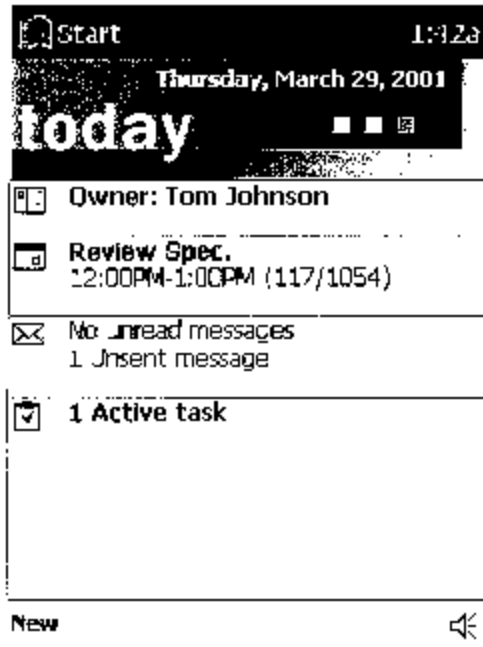 Start
Thursday, March 29, 2001
today
Owner: Tom Johnson
Review Spec.
12:00PM-1:00PM (117/1054)
No unread messages
1 Unsent message
1 Active task
New